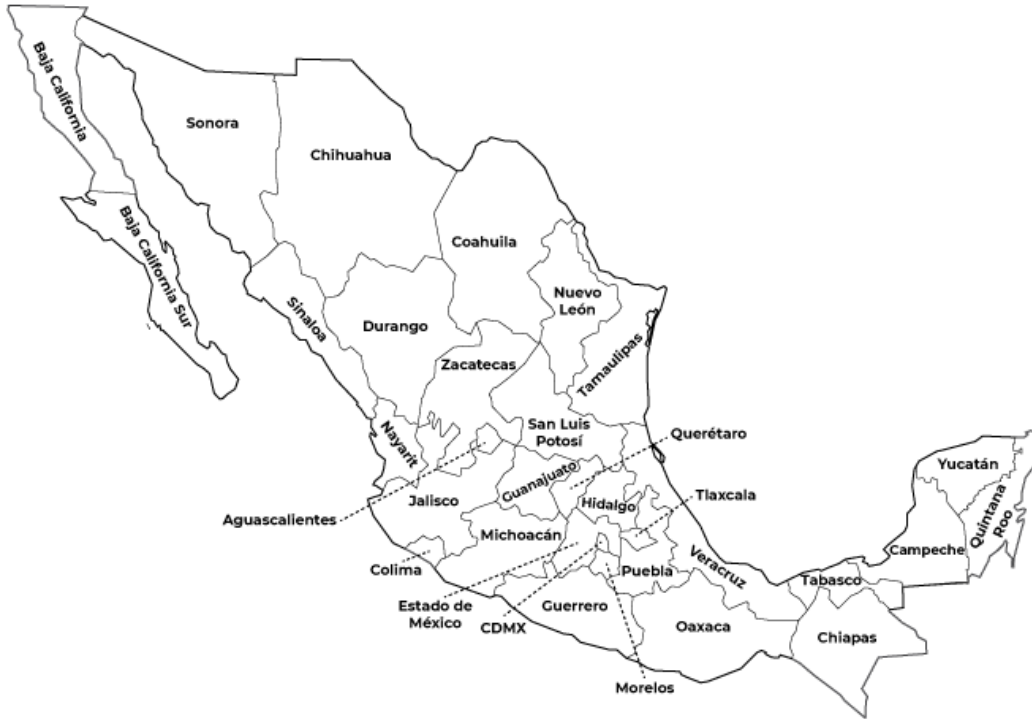 Baja California
Sonora
Chihuahua
Baja California Sur
Coahuila
Nuevo
León
Sinaloa
Durango
Tamaulipas
Zacatecas
San Luis
Potosí
Querétaro
Nayarit
Yucatán
Guanajuato
Jalisco
Tlaxcala
Hidalgo
Quintana
Roo
Aguascalientes
Michoacán
Campeche
Colima
Puebla
Veracruz
Tabasco
Estado de
México
Guerrero
CDMX
Oaxaca
Chiapas
Morelos